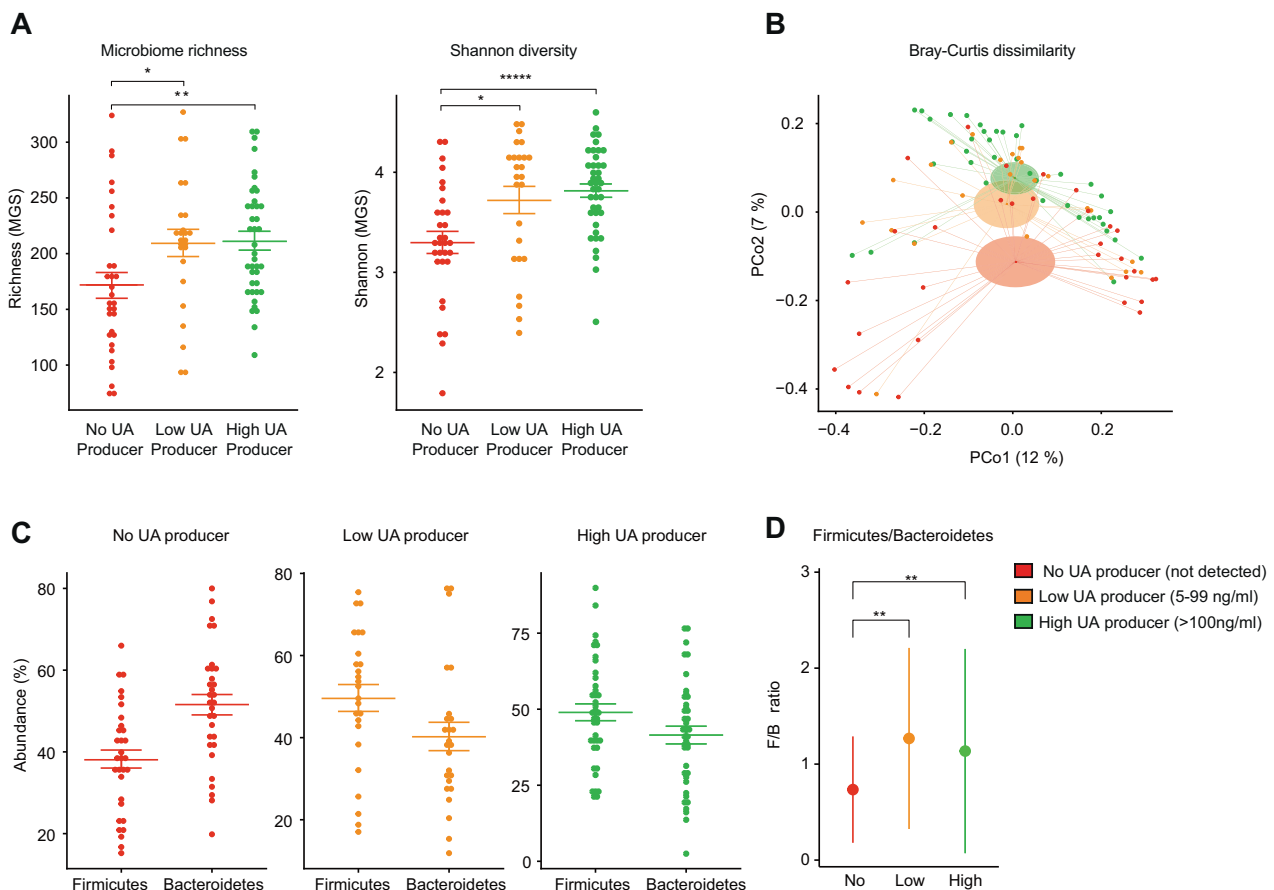 A
Microbiome richness
*
**
Richness (MGS)
300
250
200
150
100
No UA Producer
Low UA Producer
High UA Producer
Shannon diversity
*****
*
Shannon (MGS)
4
3
2
No UA Producer
Low UA Producer
High UA Producer
B
Bray-Curtis dissimilarity
PCo2 (7 %)
0.2
0.0
−0.2
−0.4
−0.4
−0.2
0.0
0.2
PCo1 (12 %)
C
No UA producer
Abundance (%)
80
60
40
20
Firmicutes
Bacteroidetes
Low UA producer
80
60
40
20
Firmicutes
Bacteroidetes
High UA producer
75
50
25
0
Firmicutes
Bacteroidetes
D
Firmicutes/Bacteroidetes
**
**
F/B ratio
3
2
1
0
No
Low
High
No UA producer (not detected)
Low UA producer (5-99 ng/ml)
High UA producer (>100ng/ml)